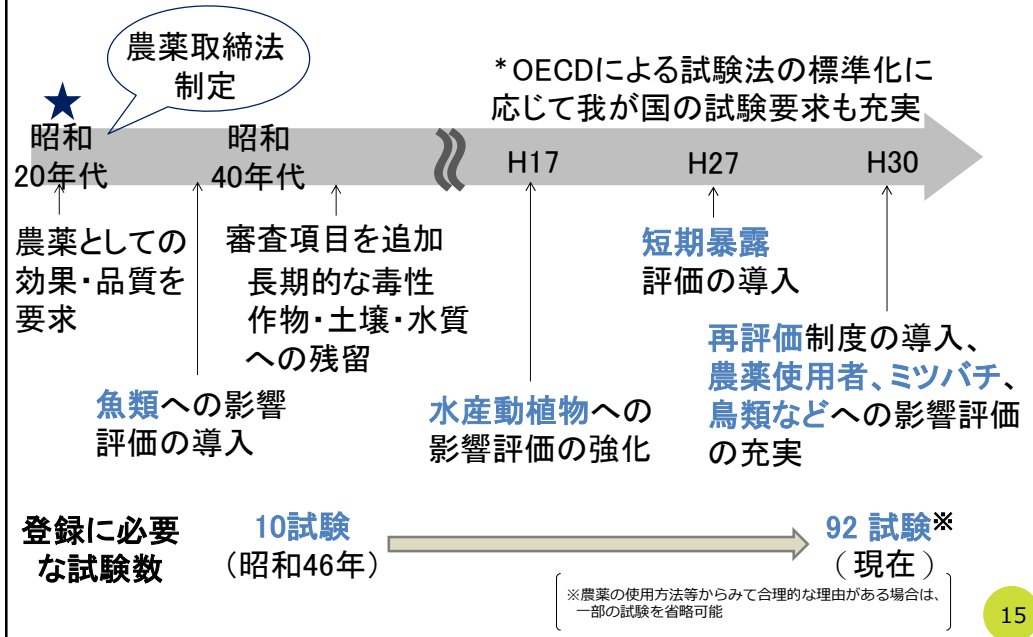 農薬取締法
制定
*OECDによる試験法の標準化に
応じて我が国の試験要求も充実
★
昭和
20年代
昭和
40年代
H17
H27
H30
農薬としての
効果・品質を
要求
魚類への影響
評価の導入
審査項目を追加
長期的な毒性
作物・土壌・水質
への残留
水産動植物への
影響評価の強化
短期暴露
評価の導入
再評価制度の導入、
農薬使用者、ミツバチ、
鳥類などへの影響評価
の充実
登録に必要
な試験数
10試験
(昭和46年)
92 試験※
(現在)
※農薬の使用方法等からみて合理的な理由がある場合は、
一部の試験を省略可能
15